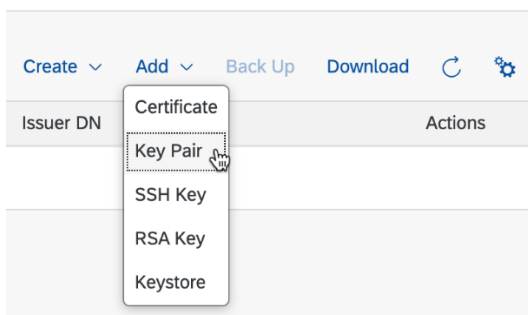 Create Add Back Up Download
Issuer DN Actions
Certificate
Key Pair
SSH Key
RSA Key
Keystore